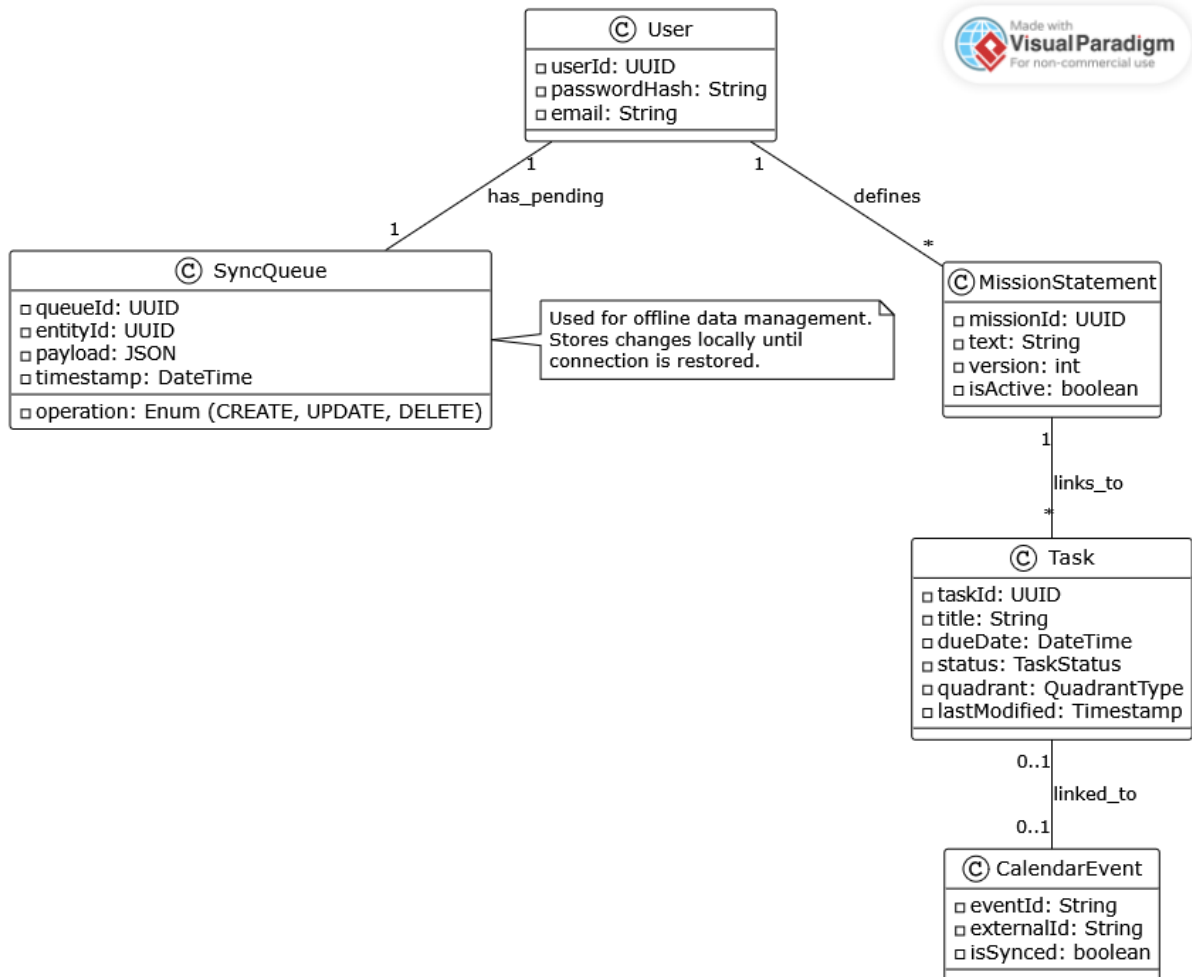 User
userId: UUID
passwordHash: String
email: String
Made with
Visual Paradigm
For non-commercial use
1
1
has_pending
defines
1
*
SyncQueue
queueId: UUID
entityId: UUID
payload: JSON
timestamp: DateTime
operation: Enum (CREATE, UPDATE, DELETE)
Used for offline data management.
Stores changes locally until
connection is restored.
MissionStatement
missionId: UUID
text: String
version: int
isActive: boolean
1
links_to
*
Task
taskId: UUID
title: String
dueDate: DateTime
status: TaskStatus
quadrant: QuadrantType
lastModified: Timestamp
0..1
linked_to
0..1
CalendarEvent
eventId: String
externalId: String
isSynced: boolean